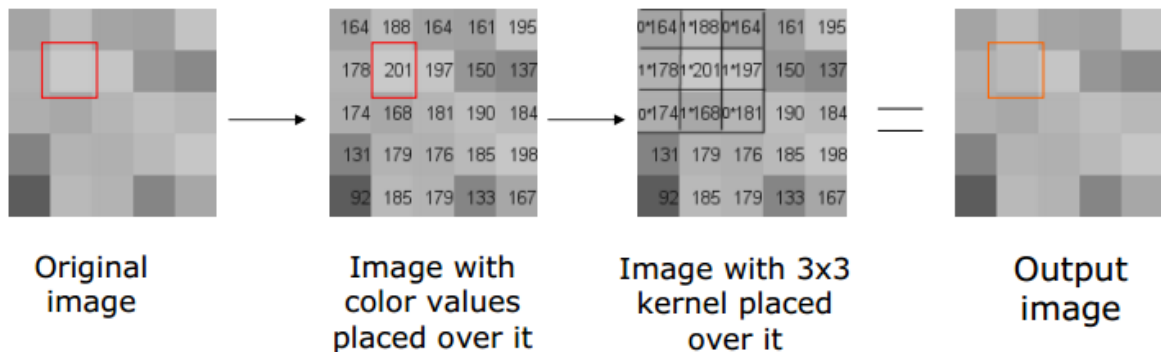 164 188 164 161 195
178 201 197 150 137
174 168 181 190 184
131 179 176 185 198
92 185 179 133 167
0*164 1*188 0*164 161 195
1*178 1*201 1*197 150 137
0*174 1*168 0*181 190 184
131 179 176 185 198
92 185 179 133 167
=
Original
image
Image with
color values
placed over it
Image with 3x3
kernel placed
over it
Output
image